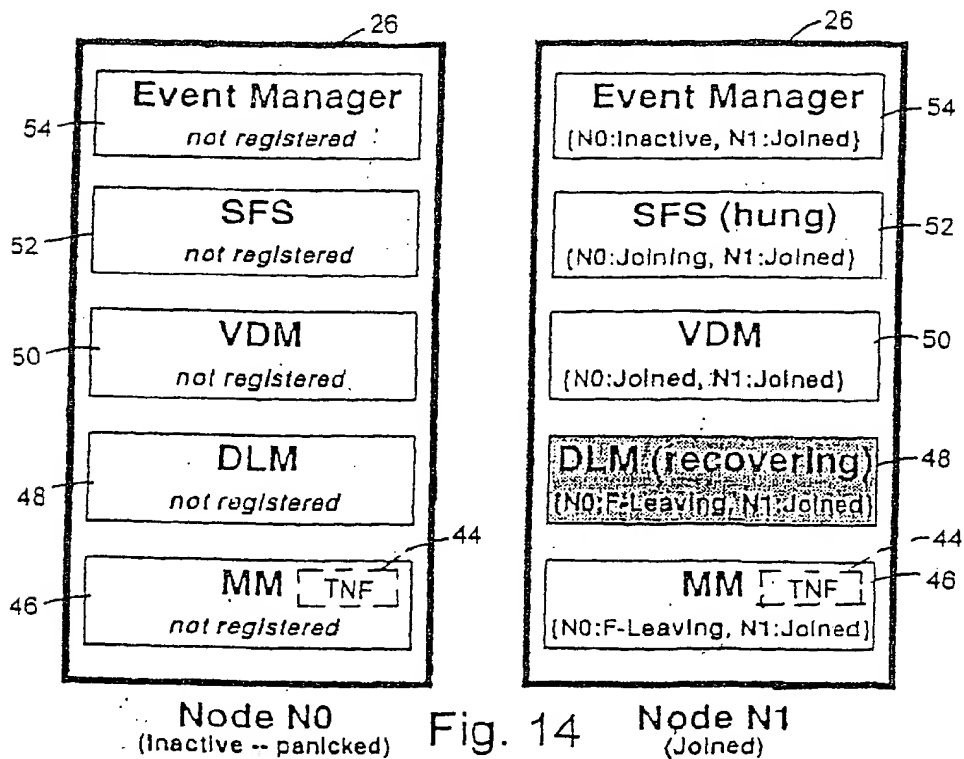 26
Event Manager
not registered
54
SFS
not registered
52
VDM
not registered
50
DLM
not registered
48
44
MM TNF
not registered
46
Node N0
(Inactive -- panicked)
26
Event Manager
{N0:Inactive, N1:Joined}
54
SFS (hung)
{N0:Joining, N1:Joined}
52
VDM
{N0:Joined, N1:Joined}
50
DLM (recovering)
{N0:F-Leaving, N1:Joined}
48
44
MM TNF
{N0:F-Leaving, N1:Joined}
46
Node N1
(Joined)
Fig. 14